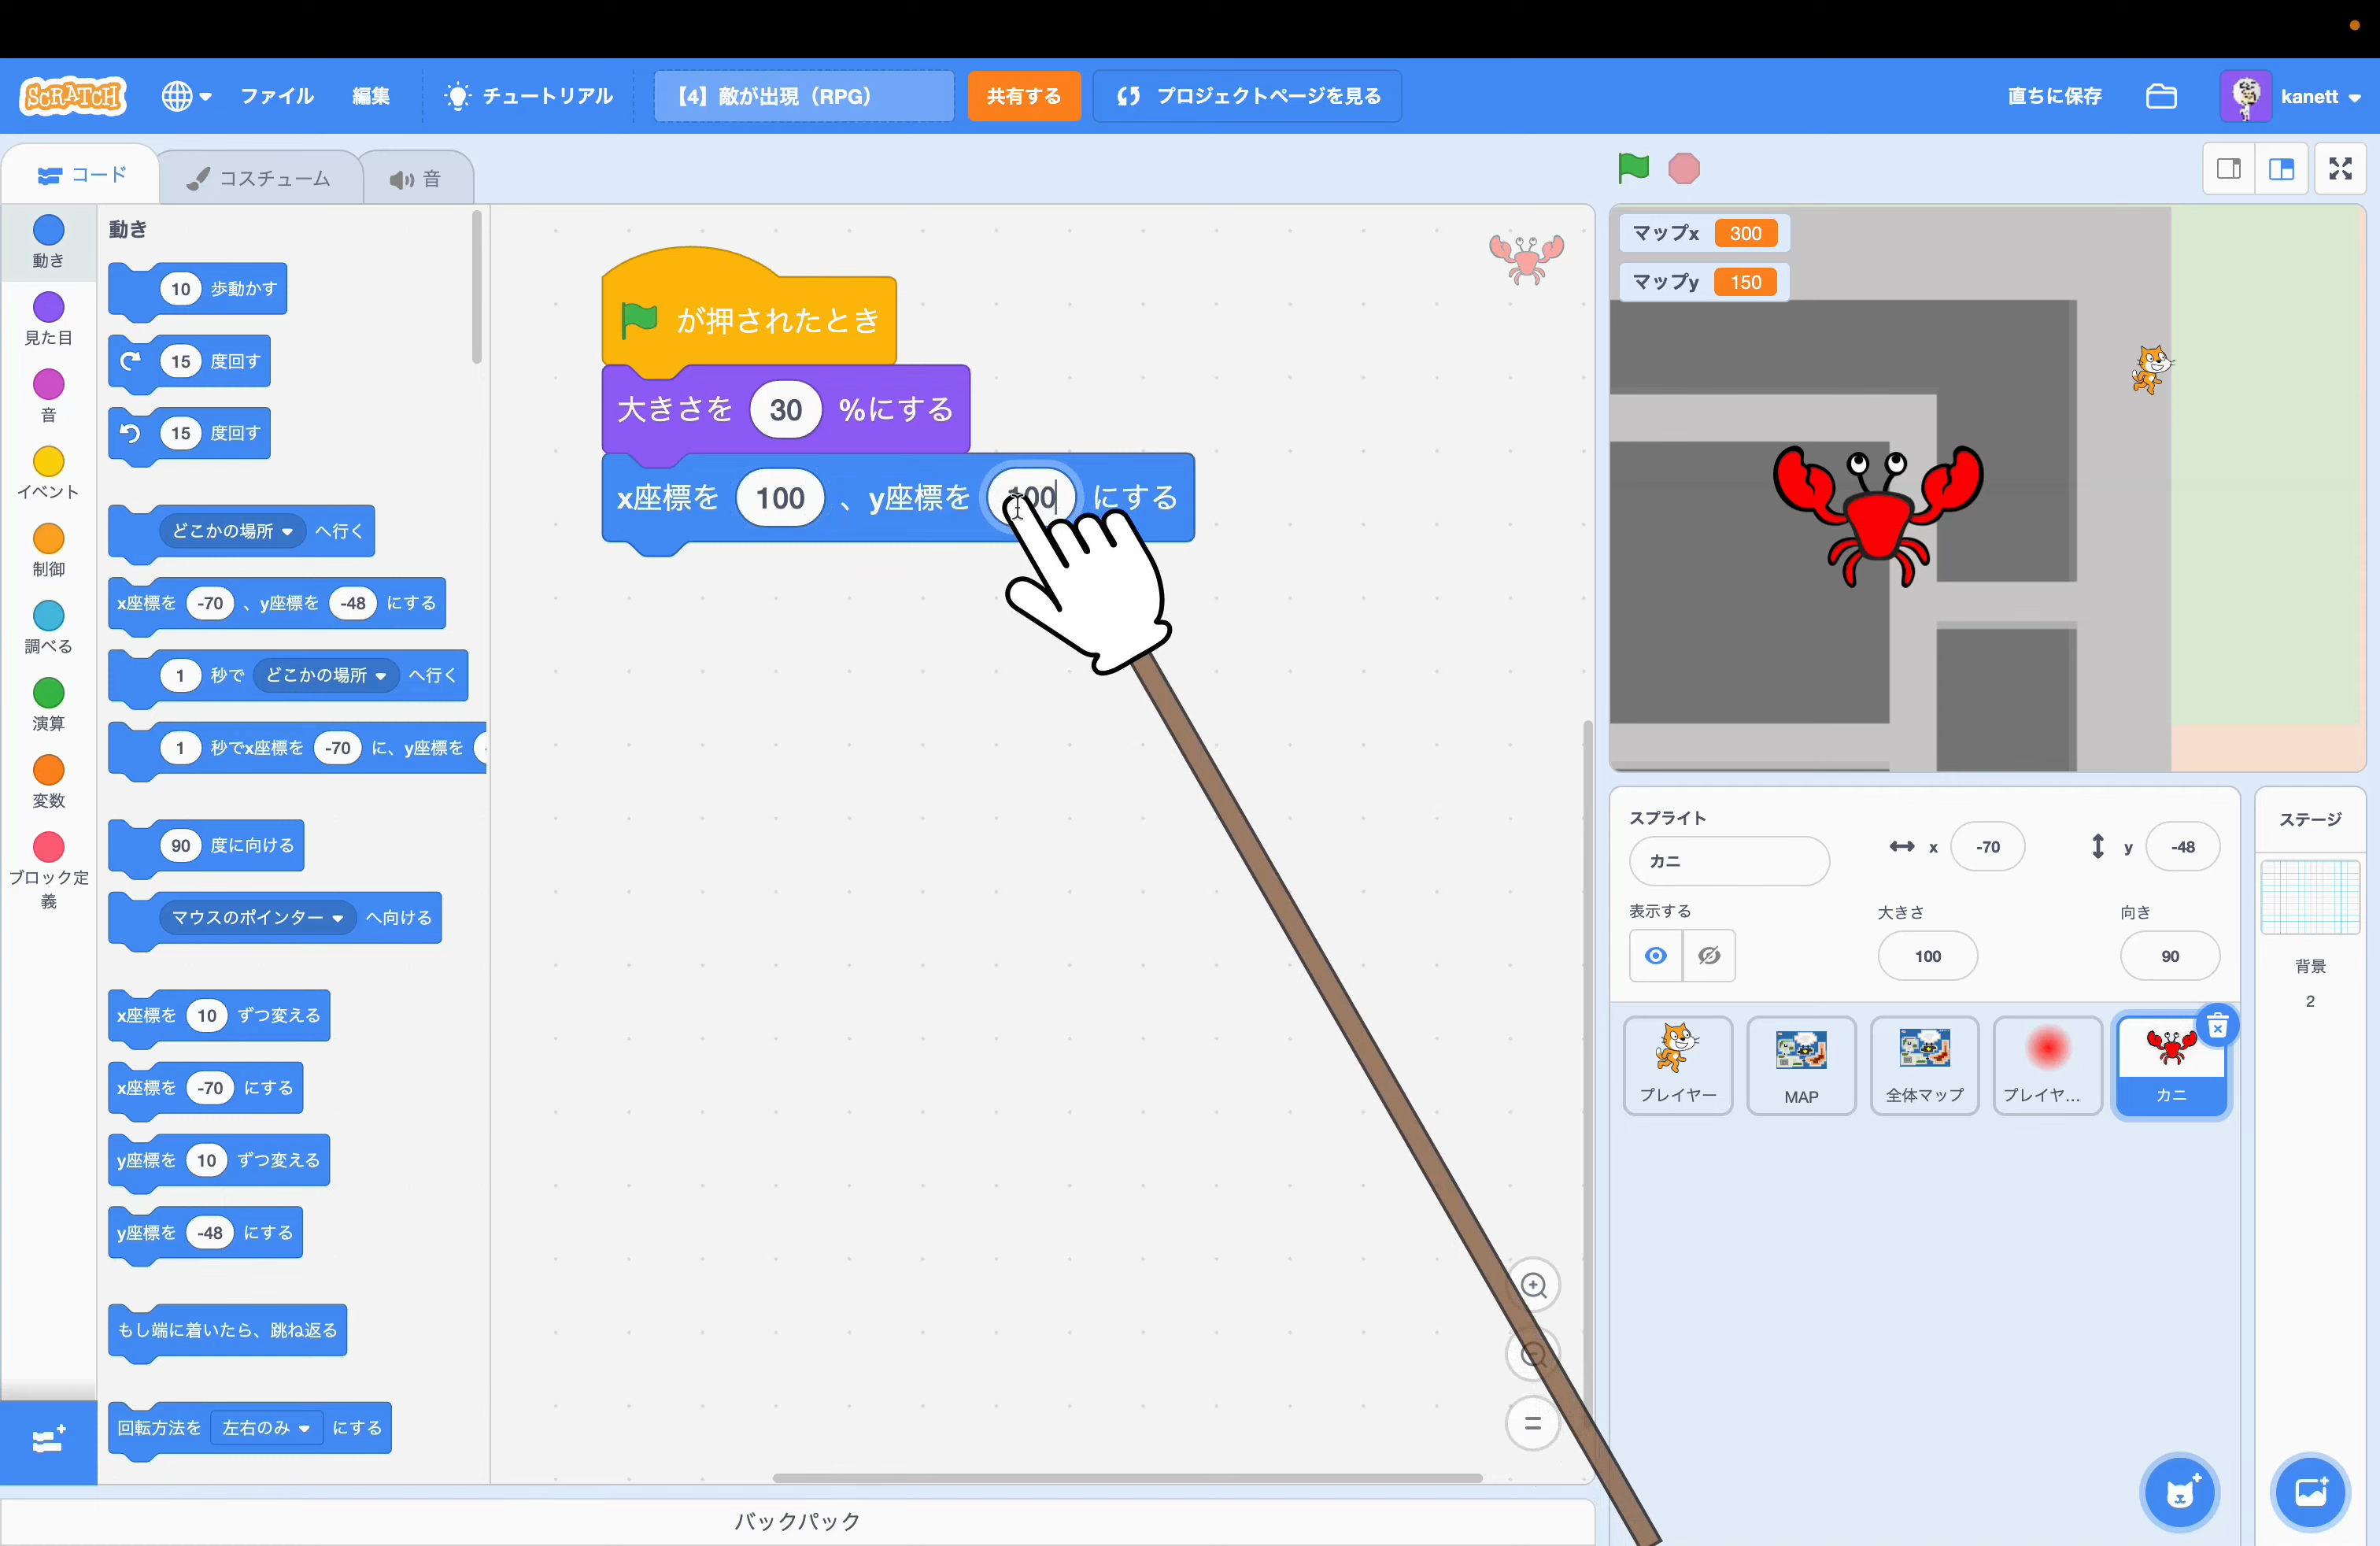 SCRATCH
ファイル
編集
チュートリアル
【4】敵が出現（RPG）
共有する
プロジェクトページを見る
直ちに保存
kanett
コード
コスチューム
音
動き
見た目
音
イベント
制御
調べる
演算
変数
ブロック定
義
動き
10 歩動かす
15 度回す
15 度回す
どこかの場所 へ行く
x座標を -70 、y座標を -48 にする
1 秒で どこかの場所 へ行く
1 秒でx座標を -70 に、y座標を
90 度に向ける
マウスのポインター へ向ける
x座標を 10 ずつ変える
x座標を -70 にする
y座標を 10 ずつ変える
y座標を -48 にする
もし端に着いたら、跳ね返る
回転方法を 左右のみ にする
が押されたとき
大きさを 30 %にする
x座標を 100 、y座標を 100 にする
バックパック
マップx 300
マップy 150
スプライト
カニ
x -70
y -48
表示する
大きさ 100
向き 90
プレイヤー
MAP
全体マップ
プレイヤ...
カニ
ステージ
背景
2